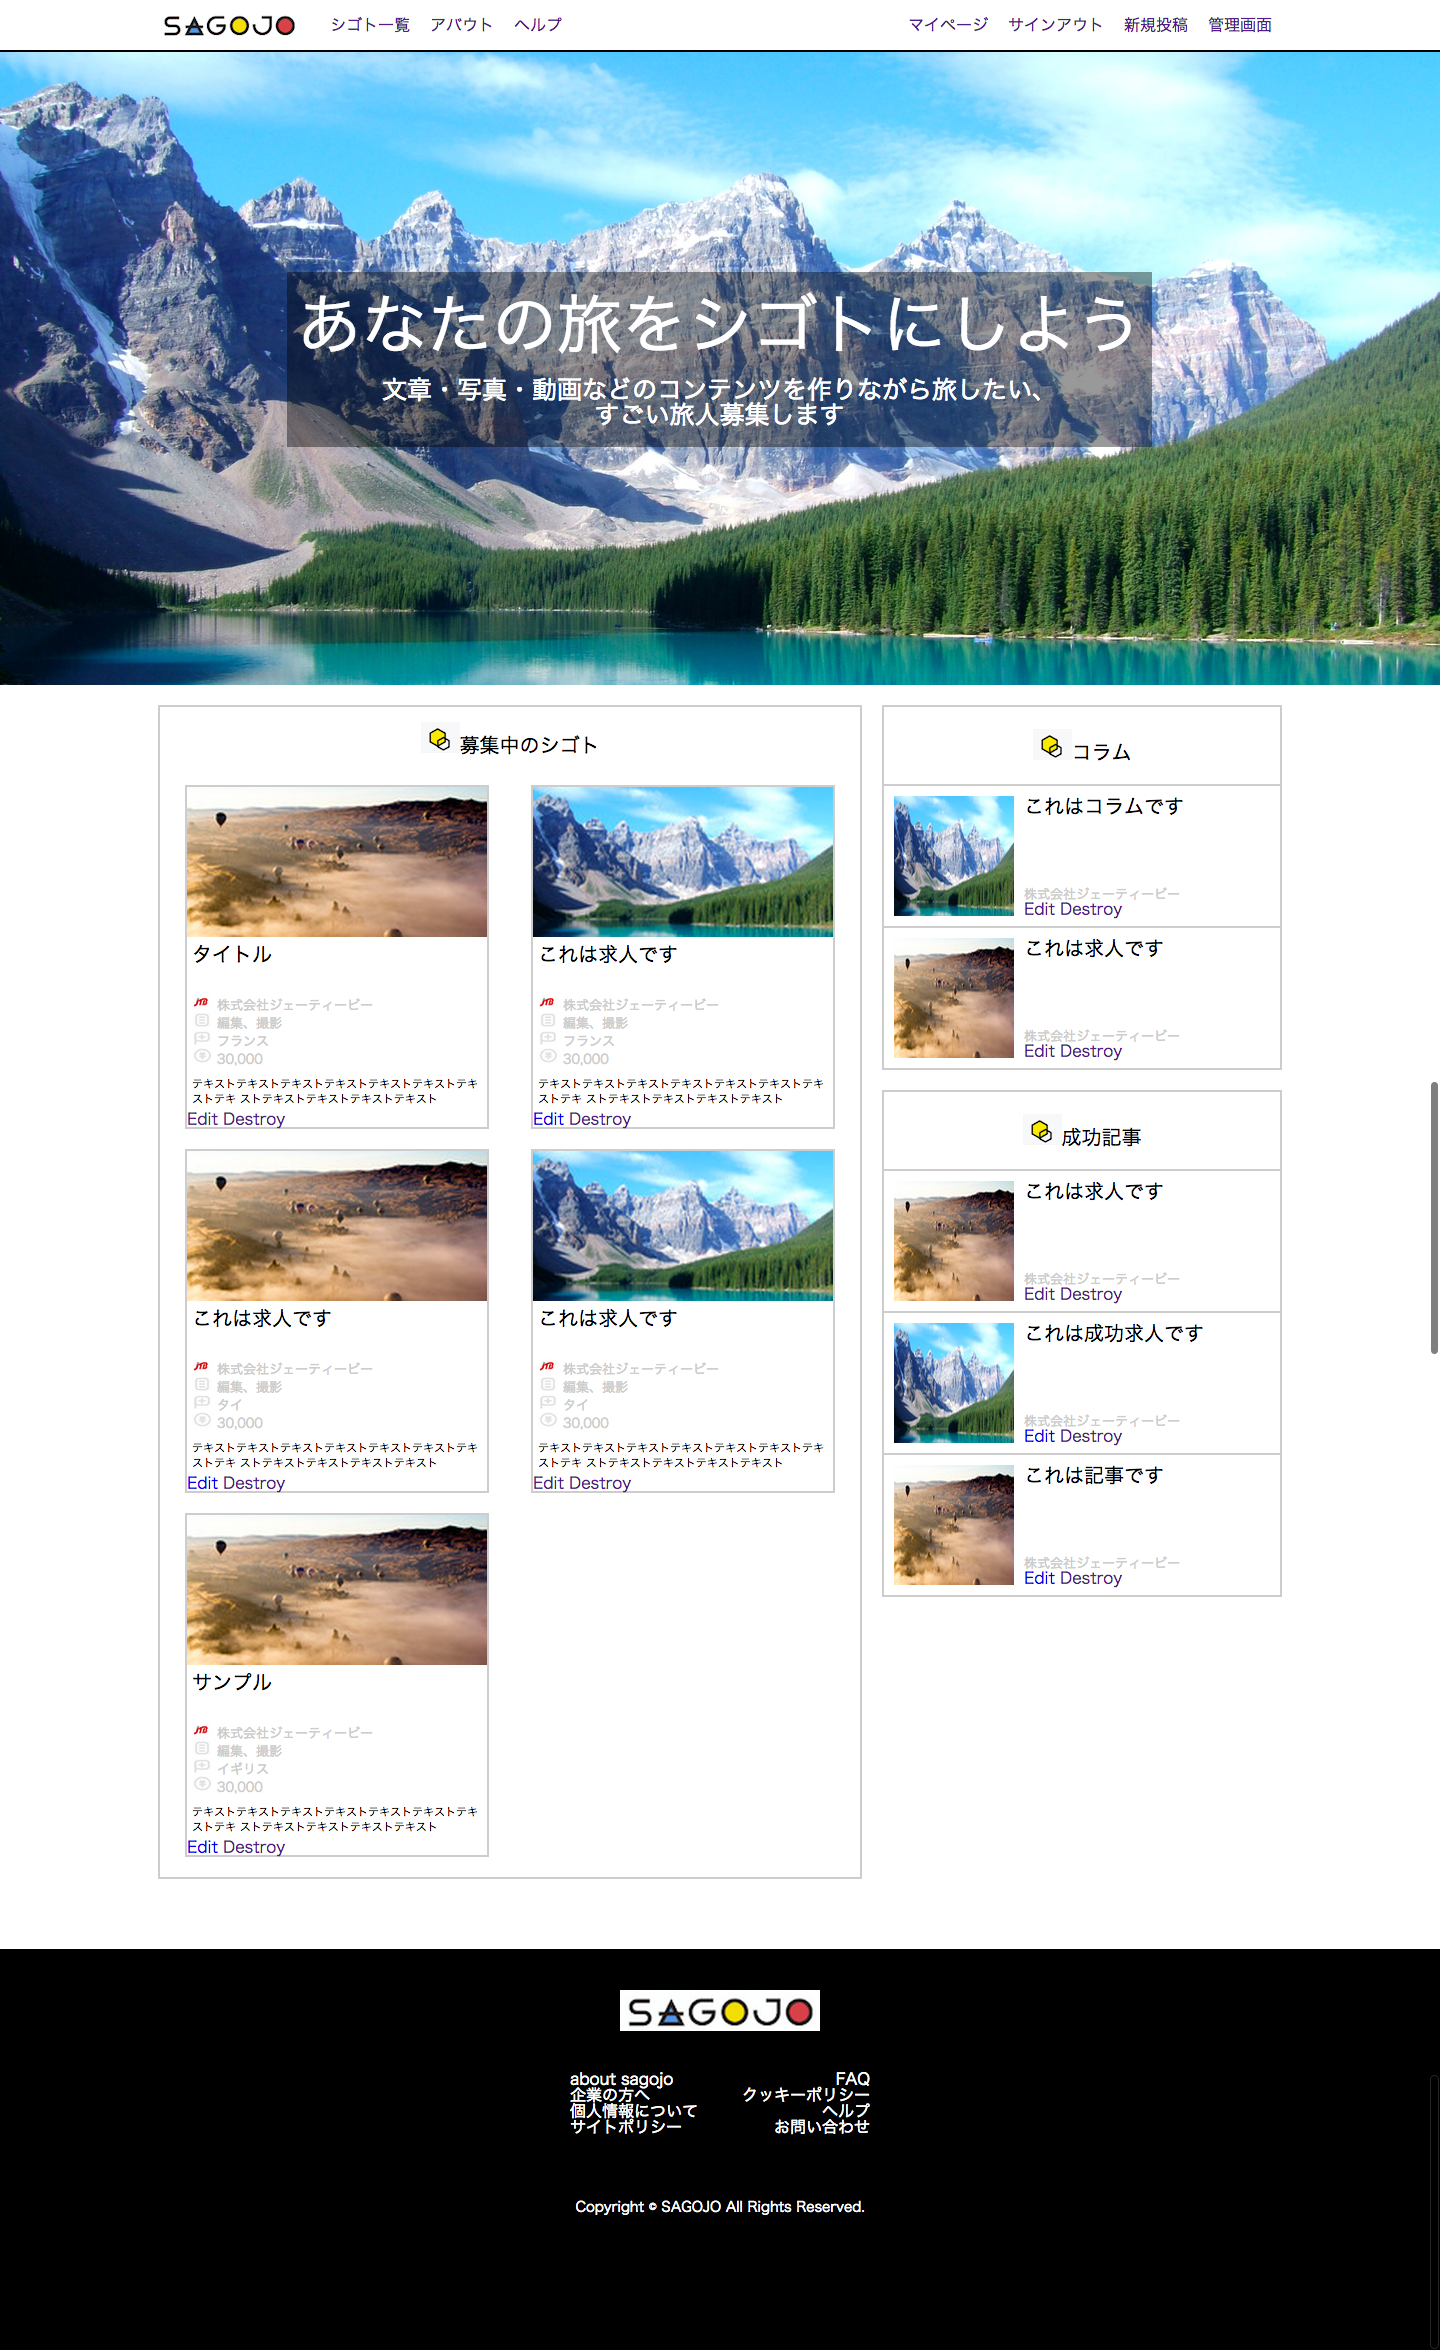 SAGOJO
シゴト一覧 アバウト ヘルプ
マイページ サインアウト 新規投稿 管理画面
あなたの旅をシゴトにしよう
文章・写真・動画などのコンテンツを作りながら旅したい、
すごい旅人募集します
募集中のシゴト
タイトル
JTB 株式会社ジェーティービー
編集、撮影
フランス
30,000
テキストテキストテキストテキストテキストテキストテキ
ストテキ ストテキストテキストテキストテキスト
Edit Destroy
これは求人です
JTB 株式会社ジェーティービー
編集、撮影
フランス
30,000
テキストテキストテキストテキストテキストテキストテキ
ストテキ ストテキストテキストテキストテキスト
Edit Destroy
これは求人です
JTB 株式会社ジェーティービー
編集、撮影
タイ
30,000
テキストテキストテキストテキストテキストテキストテキ
ストテキ ストテキストテキストテキストテキスト
Edit Destroy
これは求人です
JTB 株式会社ジェーティービー
編集、撮影
タイ
30,000
テキストテキストテキストテキストテキストテキストテキ
ストテキ ストテキストテキストテキストテキスト
Edit Destroy
サンプル
JTB 株式会社ジェーティービー
編集、撮影
イギリス
30,000
テキストテキストテキストテキストテキストテキストテキ
ストテキ ストテキストテキストテキストテキスト
Edit Destroy
コラム
これはコラムです
株式会社ジェーティービー
Edit Destroy
これは求人です
株式会社ジェーティービー
Edit Destroy
成功記事
これは求人です
株式会社ジェーティービー
Edit Destroy
これは成功求人です
株式会社ジェーティービー
Edit Destroy
これは記事です
株式会社ジェーティービー
Edit Destroy
SAGOJO
about sagojo
企業の方へ
個人情報について
サイトポリシー
FAQ
クッキーポリシー
ヘルプ
お問い合わせ
Copyright © SAGOJO All Rights Reserved.